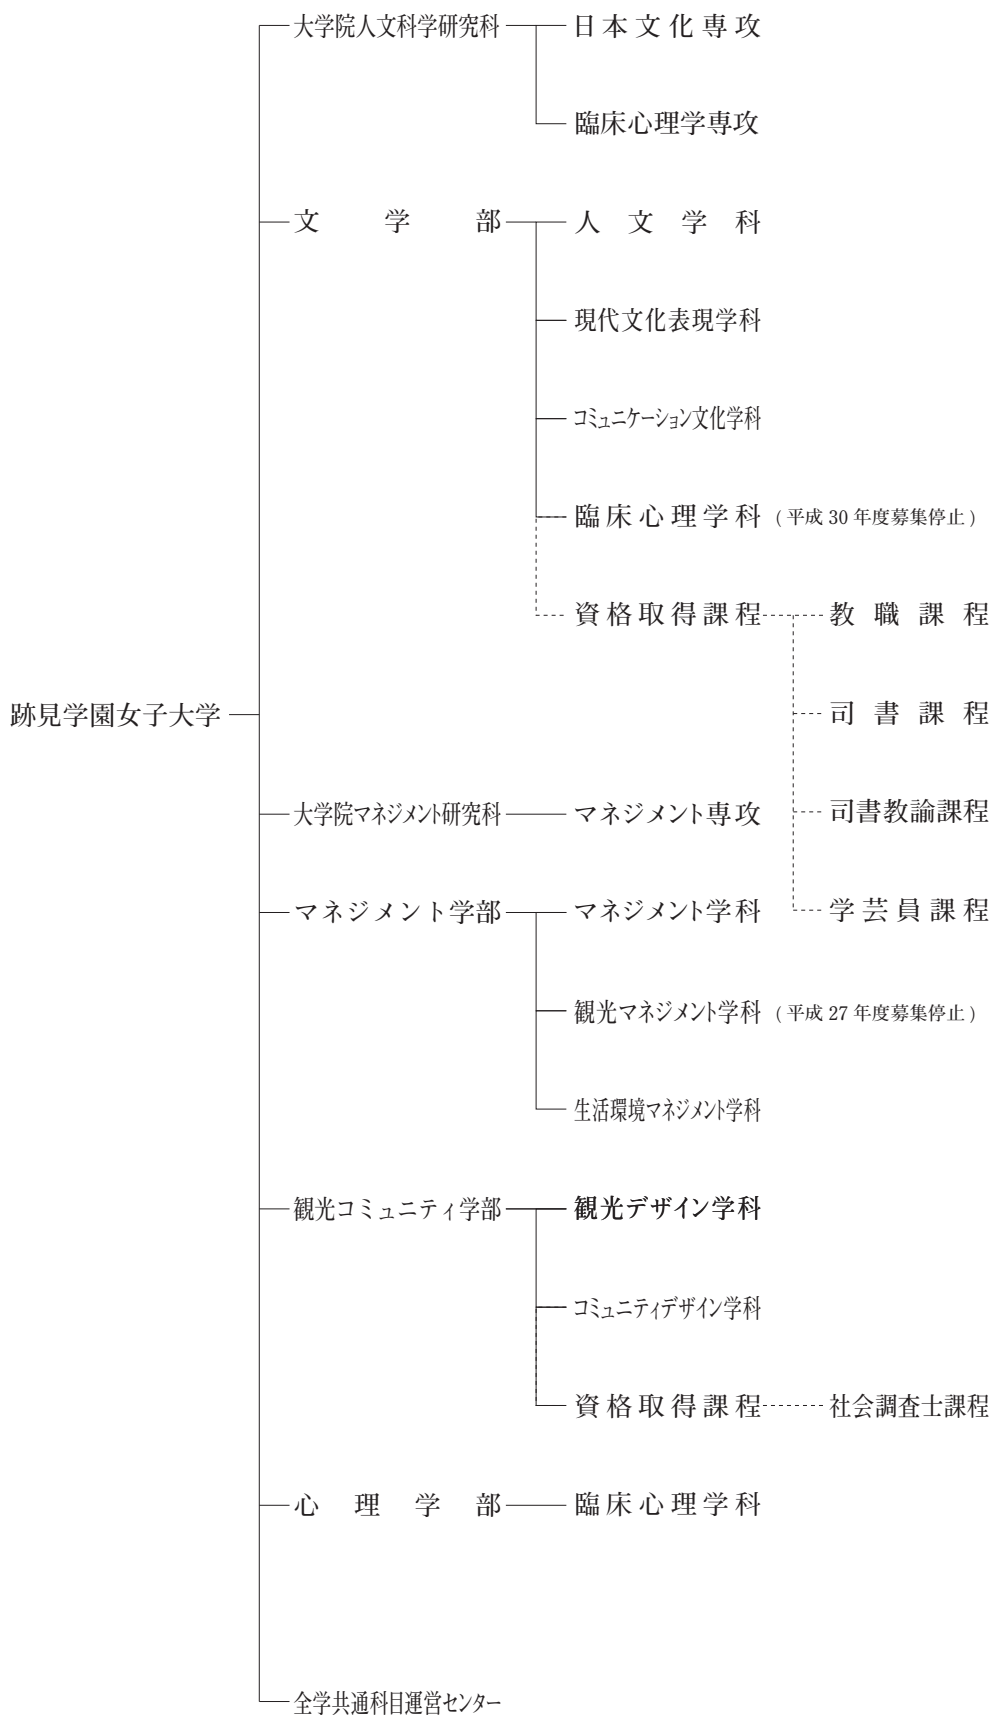 大学院人文科学研究科 日本文化専攻
臨床心理学専攻
文学部 人文学科
現代文化表現学科
コミュニケーション文化学科
臨床心理学科 (平成 30 年度募集停止)
資格取得課程 教職課程
跡見学園女子大学 司書課程
大学院マネジメント研究科 マネジメント専攻 司書教諭課程
マネジメント学部 マネジメント学科 学芸員課程
観光マネジメント学科 (平成 27 年度募集停止)
生活環境マネジメント学科
観光コミュニティ学部 観光デザイン学科
コミュニティデザイン学科
資格取得課程 社会調査士課程
心理学部 臨床心理学科
全学共通科目運営センター